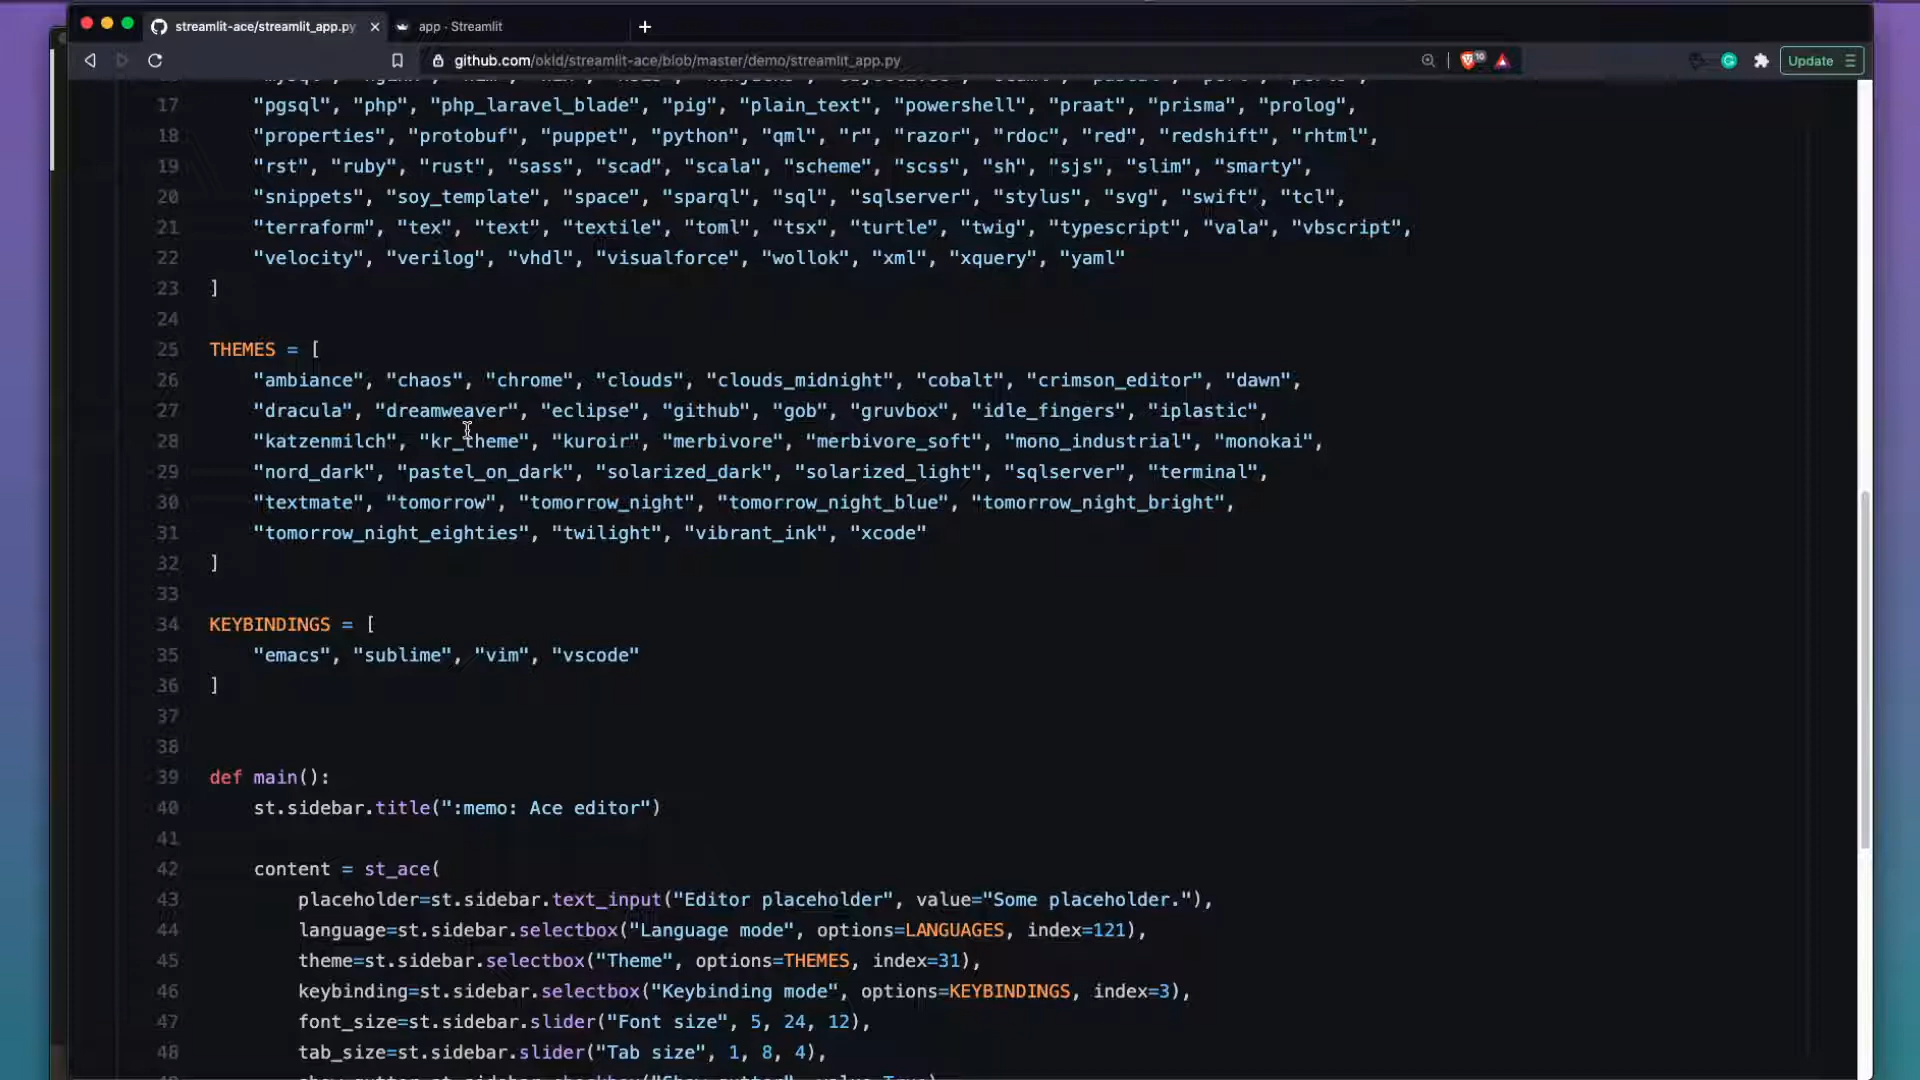 streamlit-ace/streamlit_app.py
app · Streamlit
github.com/okld/streamlit-ace/blob/master/demo/streamlit_app.py
10
Update
17 "pgsql", "php", "php_laravel_blade", "pig", "plain_text", "powershell", "praat", "prisma", "prolog",
18 "properties", "protobuf", "puppet", "python", "qml", "r", "razor", "rdoc", "red", "redshift", "rhtml",
19 "rst", "ruby", "rust", "sass", "scad", "scala", "scheme", "scss", "sh", "sjs", "slim", "smarty",
20 "snippets", "soy_template", "space", "sparql", "sql", "sqlserver", "stylus", "svg", "swift", "tcl",
21 "terraform", "tex", "text", "textile", "toml", "tsx", "turtle", "twig", "typescript", "vala", "vbscript",
22 "velocity", "verilog", "vhdl", "visualforce", "wollok", "xml", "xquery", "yaml"
23 ]
24
25 THEMES = [
26 "ambiance", "chaos", "chrome", "clouds", "clouds_midnight", "cobalt", "crimson_editor", "dawn",
27 "dracula", "dreamweaver", "eclipse", "github", "gob", "gruvbox", "idle_fingers", "iplastic",
28 "katzenmilch", "kr_theme", "kuroir", "merbivore", "merbivore_soft", "mono_industrial", "monokai",
29 "nord_dark", "pastel_on_dark", "solarized_dark", "solarized_light", "sqlserver", "terminal",
30 "textmate", "tomorrow", "tomorrow_night", "tomorrow_night_blue", "tomorrow_night_bright",
31 "tomorrow_night_eighties", "twilight", "vibrant_ink", "xcode"
32 ]
33
34 KEYBINDINGS = [
35 "emacs", "sublime", "vim", "vscode"
36 ]
37
38
39 def main():
40 st.sidebar.title(":memo: Ace editor")
41
42 content = st_ace(
43 placeholder=st.sidebar.text_input("Editor placeholder", value="Some placeholder."),
44 language=st.sidebar.selectbox("Language mode", options=LANGUAGES, index=121),
45 theme=st.sidebar.selectbox("Theme", options=THEMES, index=31),
46 keybinding=st.sidebar.selectbox("Keybinding mode", options=KEYBINDINGS, index=3),
47 font_size=st.sidebar.slider("Font size", 5, 24, 12),
48 tab_size=st.sidebar.slider("Tab size", 1, 8, 4),